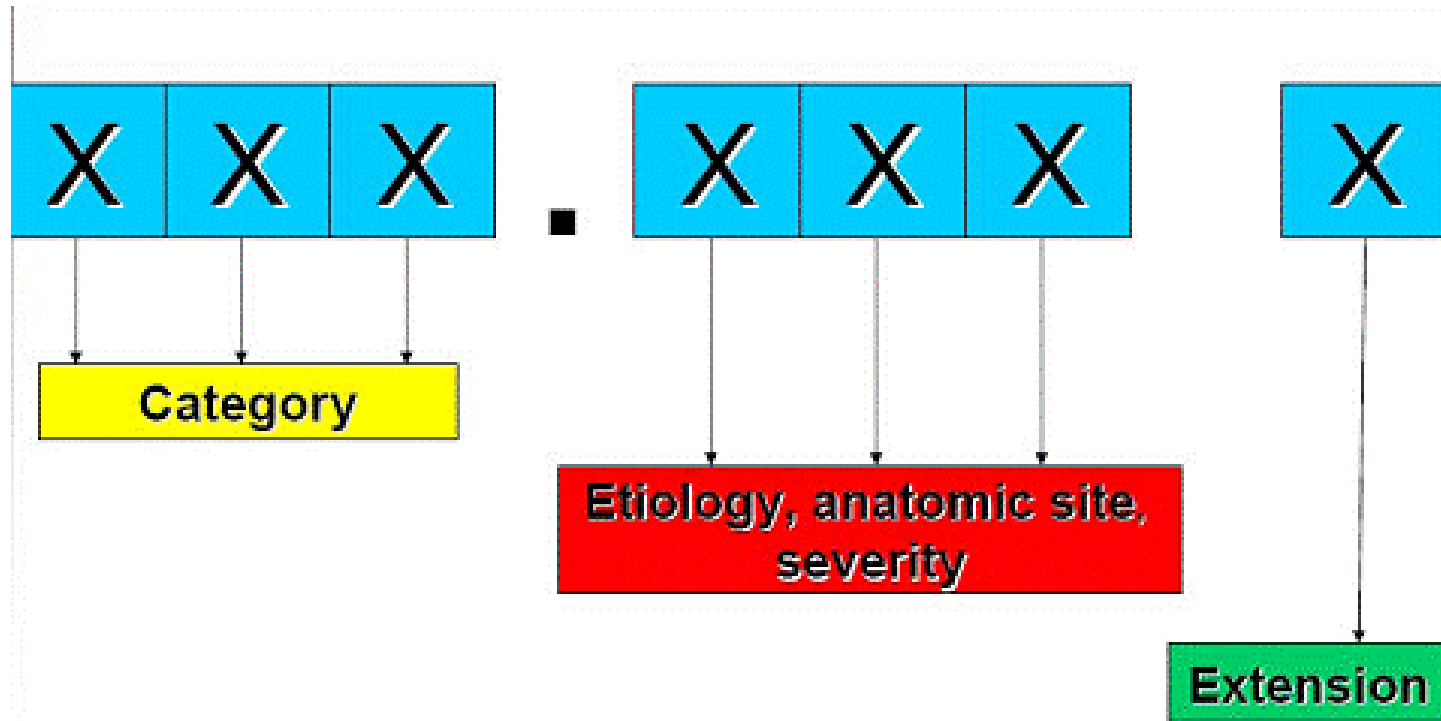 X X X . X X X X
Category
Etiology, anatomic site,
severity
Extension